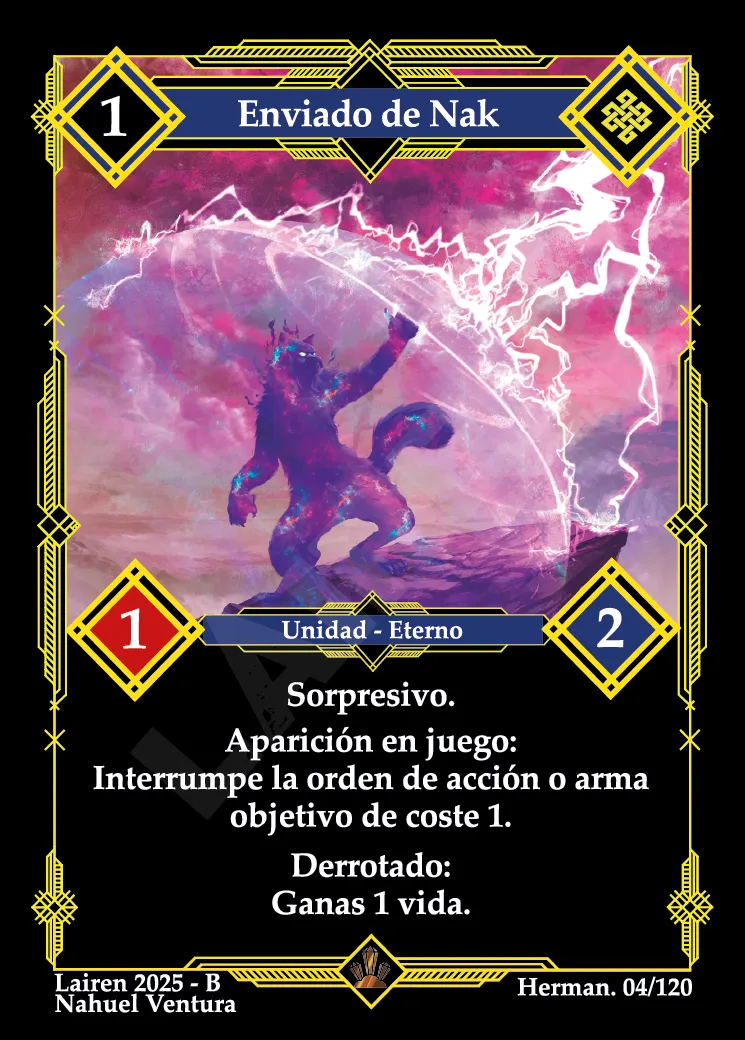 1
Enviado de Nak
1
Unidad - Eterno
2
Sorpresivo.
Aparición en juego:
Interrumpe la orden de acción o arma
objetivo de coste 1.
Derrotado:
Ganas 1 vida.
Lairen 2025 - B
Nahuel Ventura
Herman. 04/120